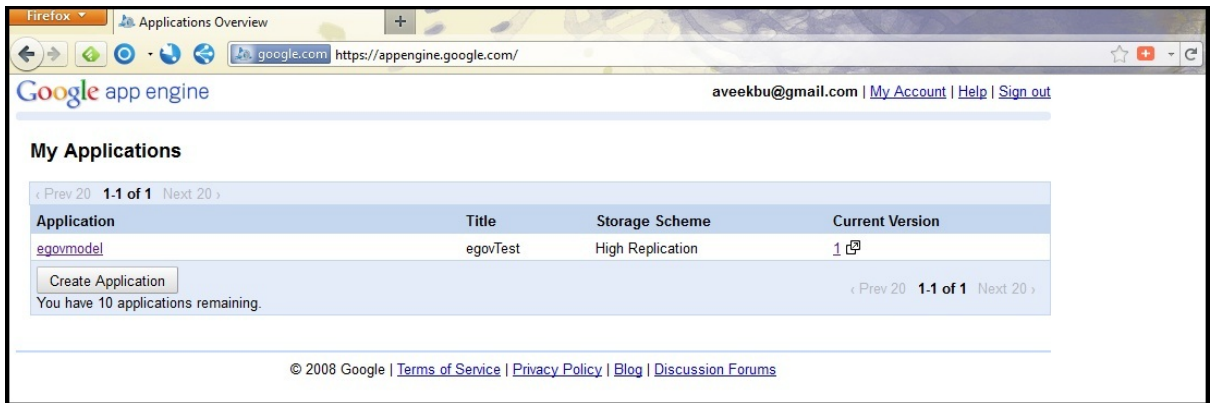 Firefox
Applications Overview
google.com https://appengine.google.com/
Google app engine
aveekbu@gmail.com | My Account | Help | Sign out
My Applications
‹ Prev 20 1-1 of 1 Next 20 ›
Application Title Storage Scheme Current Version
egovmodel egovTest High Replication 1
Create Application
You have 10 applications remaining.
‹ Prev 20 1-1 of 1 Next 20 ›
© 2008 Google | Terms of Service | Privacy Policy | Blog | Discussion Forums